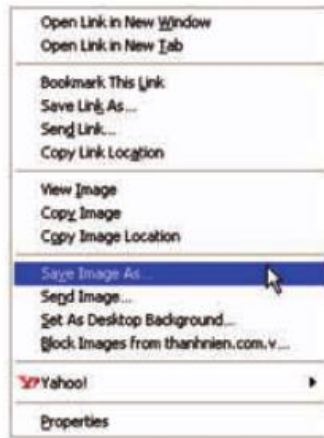 Open Link in New Window
Open Link in New Tab
Bookmark This Link
Save Link As...
Send Link...
Copy Link Location
View Image
Copy Image
Copy Image Location
Save Image As...
Send Image...
Set As Desktop Background...
Block Images from thanhnien.com.v...
Yahoo!
Properties